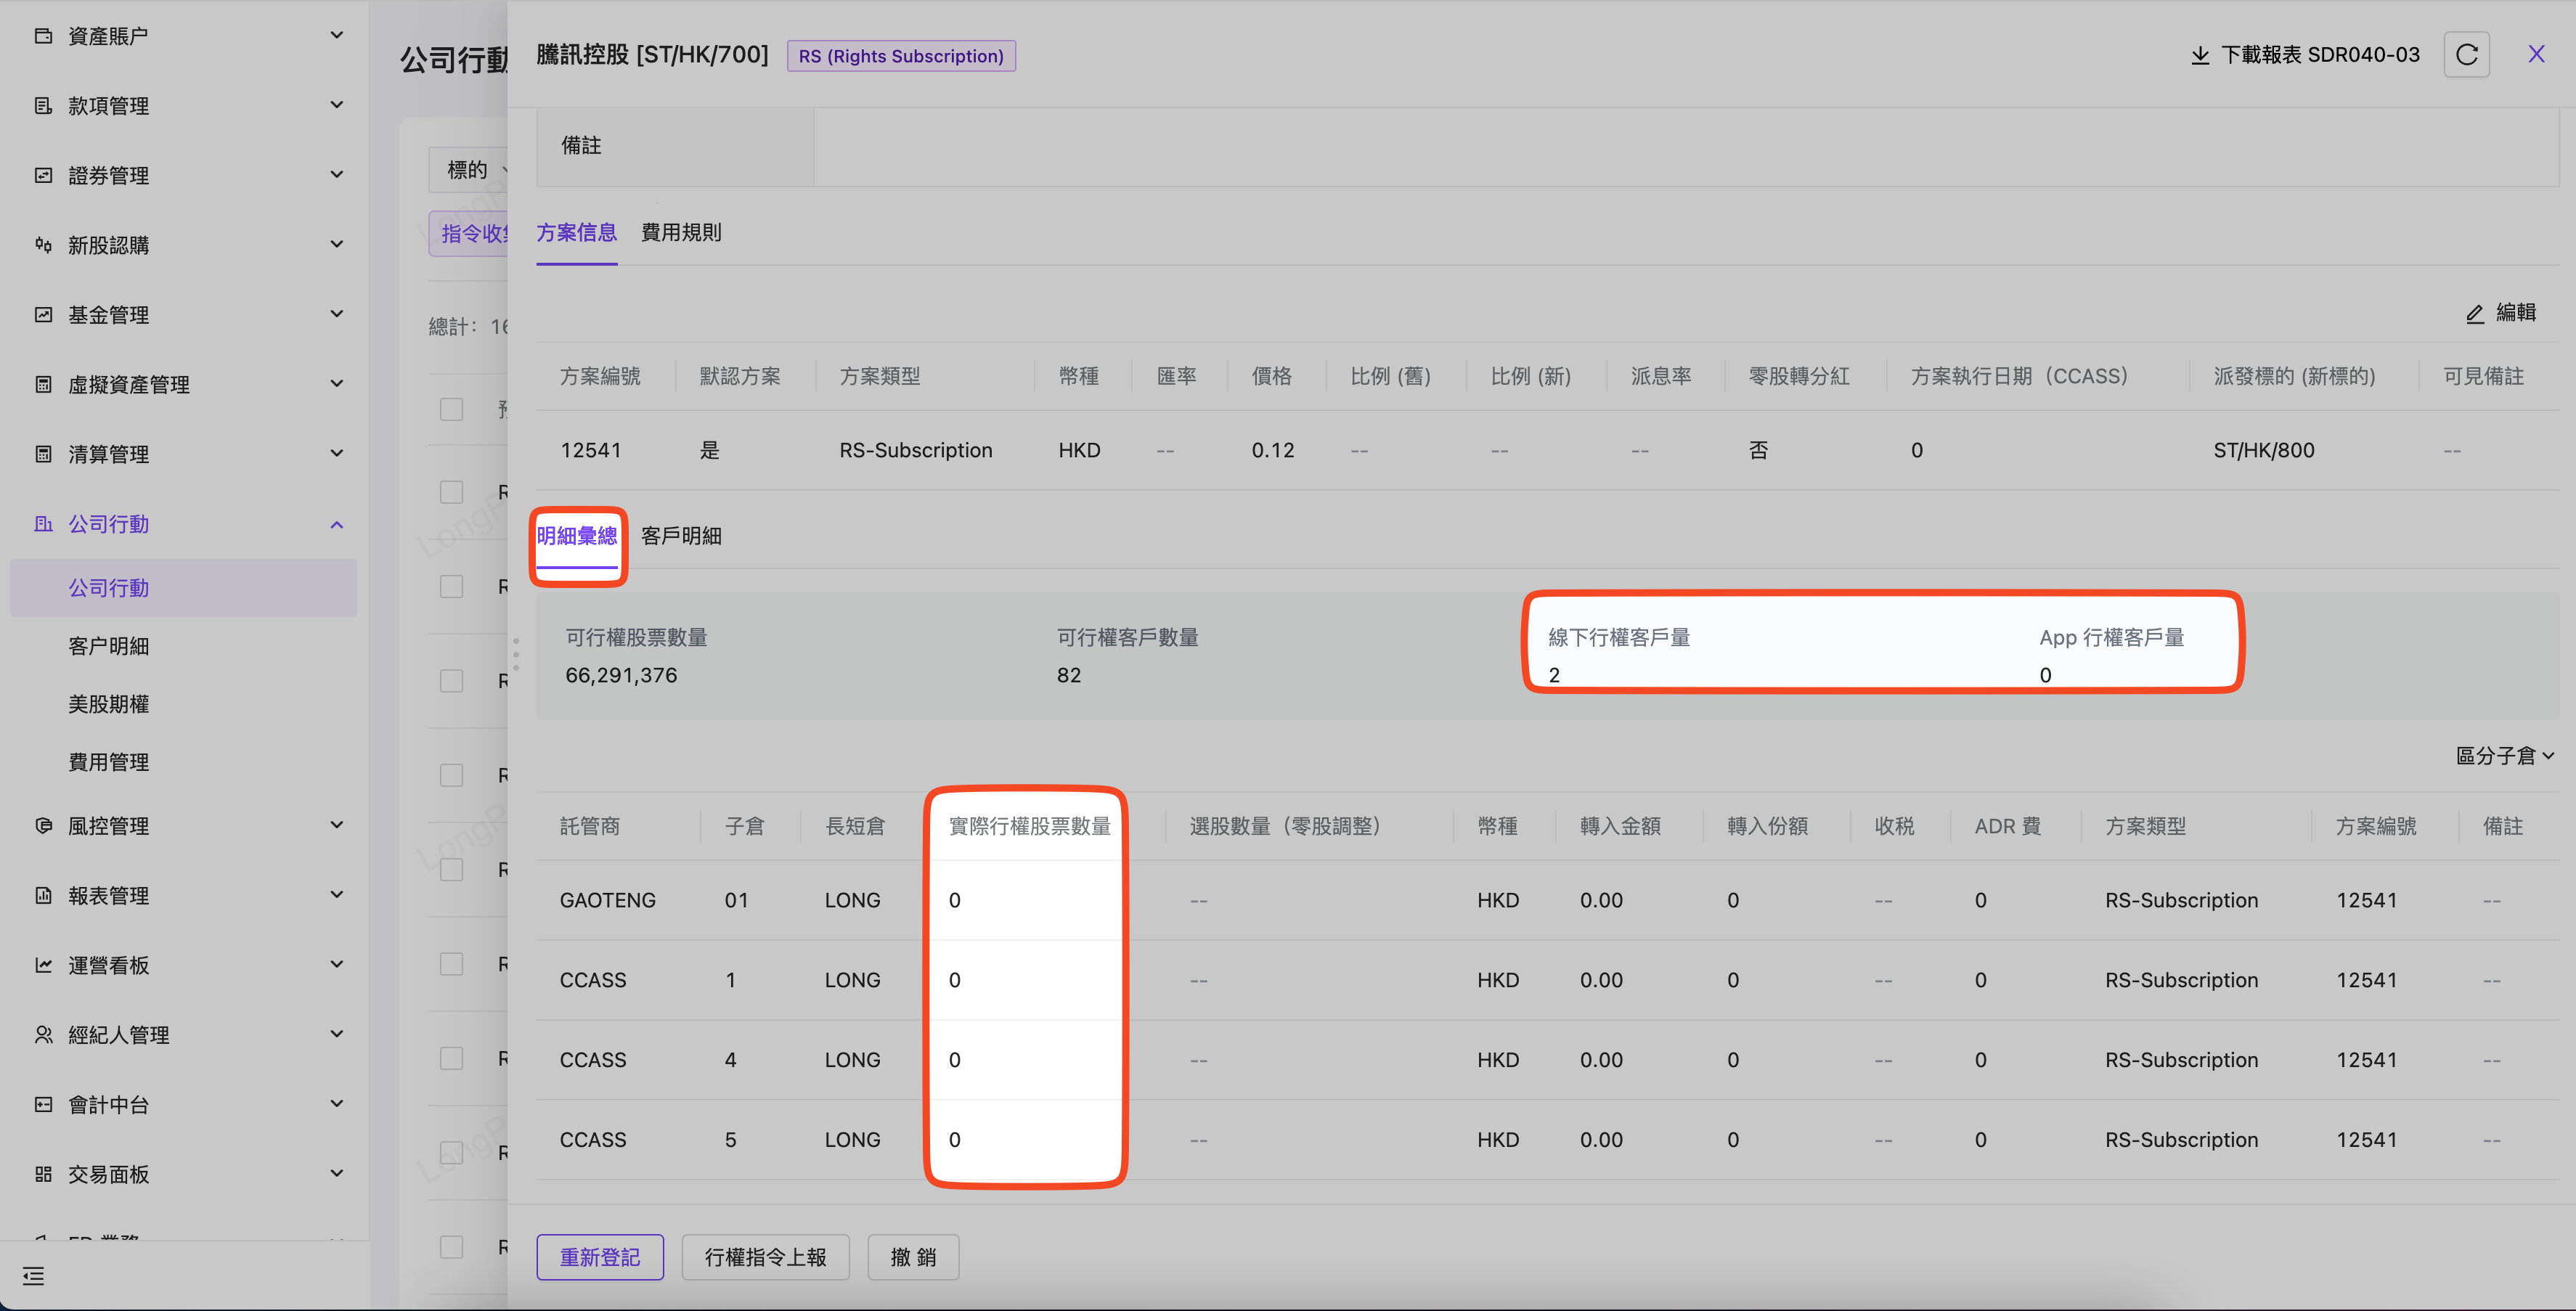 資產賬户
款項管理
證券管理
新股認購
基金管理
虛擬資產管理
清算管理
公司行動
公司行動
客户明細
美股期權
費用管理
風控管理
報表管理
運營看板
經紀人管理
會計中台
交易面板
公司行動
標的
指令收集
總計: 16
騰訊控股 [ST/HK/700] RS (Rights Subscription) 下載報表 SDR040-03
備註
方案信息 費用規則
編輯
方案編號 默認方案 方案類型 幣種 匯率 價格 比例 (舊) 比例 (新) 派息率 零股轉分紅 方案執行日期（CCASS） 派發標的 (新標的) 可見備註
12541 是 RS-Subscription HKD -- 0.12 -- -- -- 否 0 ST/HK/800 --
明細彙總 客戶明細
可行權股票數量 可行權客戶數量 線下行權客戶量 App 行權客戶量
66,291,376 82 2 0
區分子倉
託管商 子倉 長短倉 實際行權股票數量 選股數量（零股調整） 幣種 轉入金額 轉入份額 收税 ADR 費 方案類型 方案編號 備註
GAOTENG 01 LONG 0 -- HKD 0.00 0 -- 0 RS-Subscription 12541 --
CCASS 1 LONG 0 -- HKD 0.00 0 -- 0 RS-Subscription 12541 --
CCASS 4 LONG 0 -- HKD 0.00 0 -- 0 RS-Subscription 12541 --
CCASS 5 LONG 0 -- HKD 0.00 0 -- 0 RS-Subscription 12541 --
重新登記 行權指令上報 撤銷